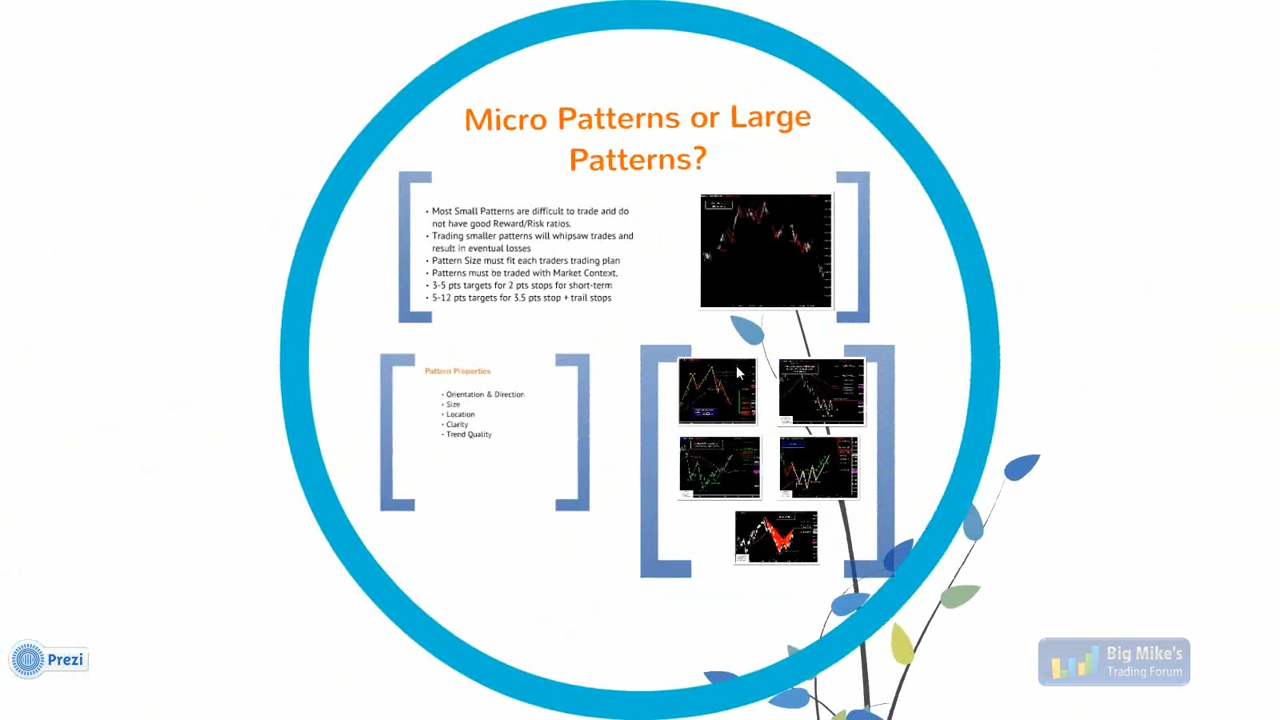 Micro Patterns or Large
Patterns?
• Most Small Patterns are difficult to trade and do
not have good Reward/Risk ratios.
• Trading smaller patterns will whipsaw trades and
result in eventual losses
• Pattern Size must fit each traders trading plan
• Patterns must be traded with Market Context.
• 3-5 pts targets for 2 pts stops for short-term
• 5-12 pts targets for 3.5 pts stop + trail stops
Pattern Properties
• Orientation & Direction
• Size
• Location
• Clarity
• Trend Quality
Prezi
Big Mike's
Trading Forum